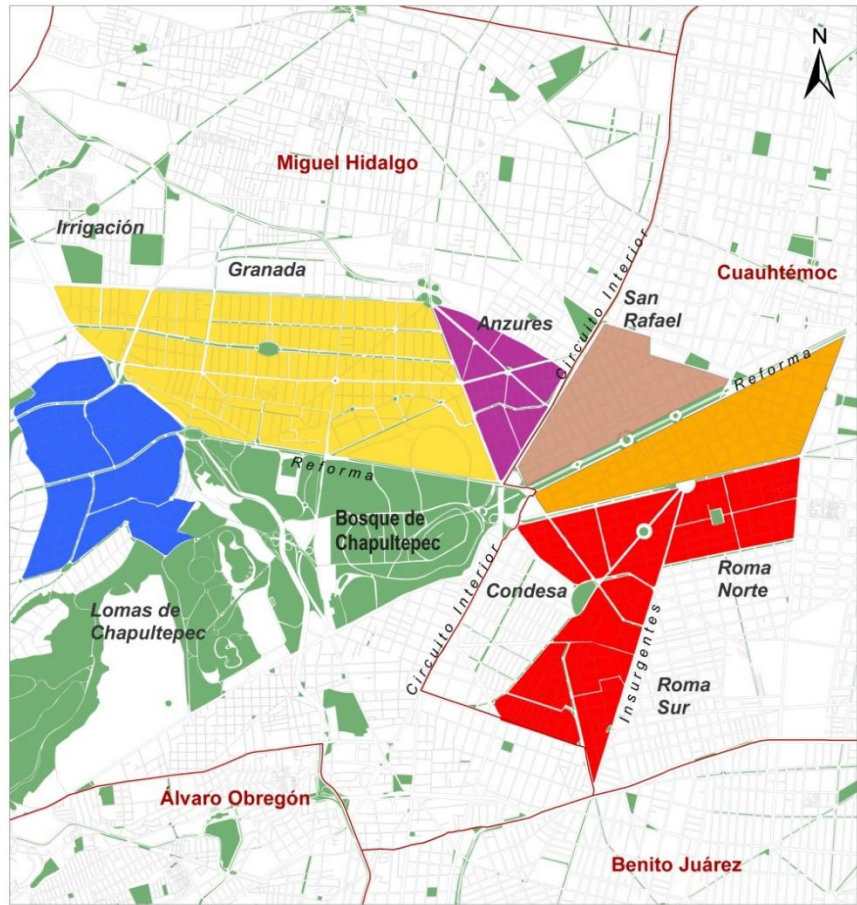 N
Miguel Hidalgo
Irrigación
Granada
Cuauhtémoc
Anzures
Circuito Interior
San
Rafael
Reforma
Reforma
Bosque de
Chapultepec
Condesa
Roma
Norte
Lomas de
Chapultepec
Circuito Interior
Insurgentes
Roma
Sur
Álvaro Obregón
Benito Juárez